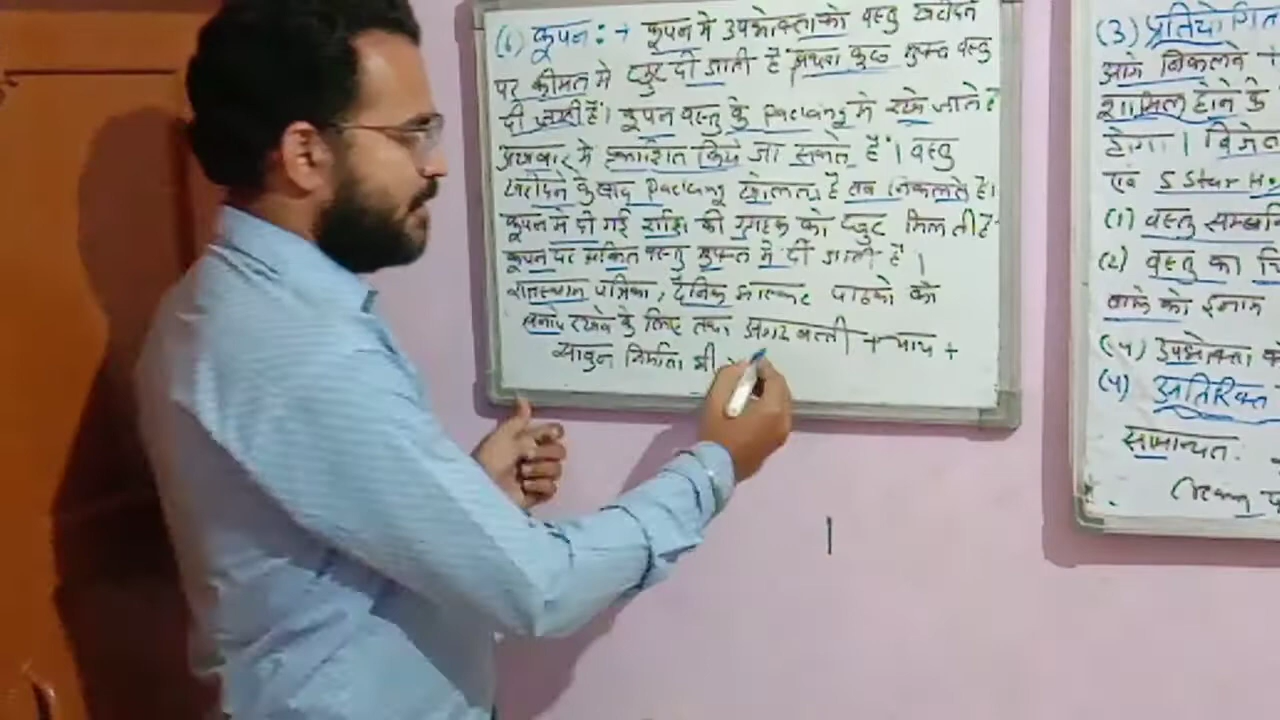 (6) कूपन : → कूपन में उपभोक्ता को वस्तु खरीदने
पर कीमत में छूट दी जाती है अथवा कुछ मुफ्त वस्तु
दी जाती है। कूपन वस्तु के Packing में रखे जाते है
अखबार में प्रकाशित किये जा सकते है। वस्तु
खरीदने के बाद Packing खोलता है तब निकलते है।
कूपन में दी गई राशि की ग्राहक को छूट मिलती है
कूपन पर अंकित वस्तु मुफ्त में दी जाती है।
राजस्थान पत्रिका, दैनिक भास्कर पाठकों को
बनाये रखने के लिए तथा अगरबत्ती + चाय +
साबुन निर्माता भी
(3) प्रतियोगित
आगे निकलने +
शामिल होने के
होगा। विजेत
एवं 5 Star Ho
(1) वस्तु सम्बन्धि
(2) वस्तु का
वाले को ईनाम
(4) उपभोक्ता को
(5) अतिरिक्त
सामान्यत: